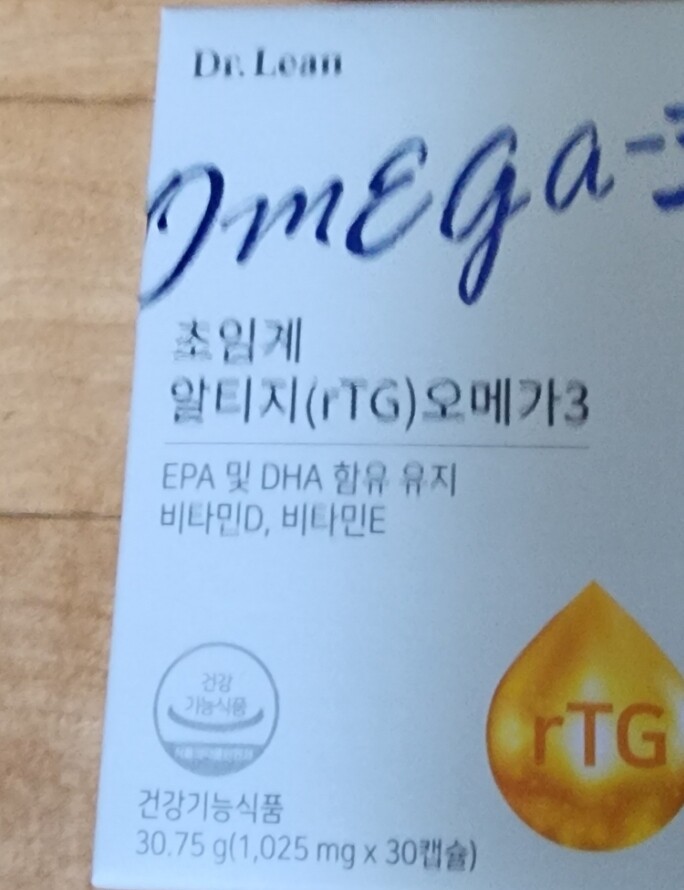 Dr. Lean
Omega-3
초임계
알티지(rTG)오메가3
EPA 및 DHA 함유 유지
비타민D, 비타민E
rTG
건강
기능식품
건강기능식품
30.75 g(1,025 mg x 30캡슐)